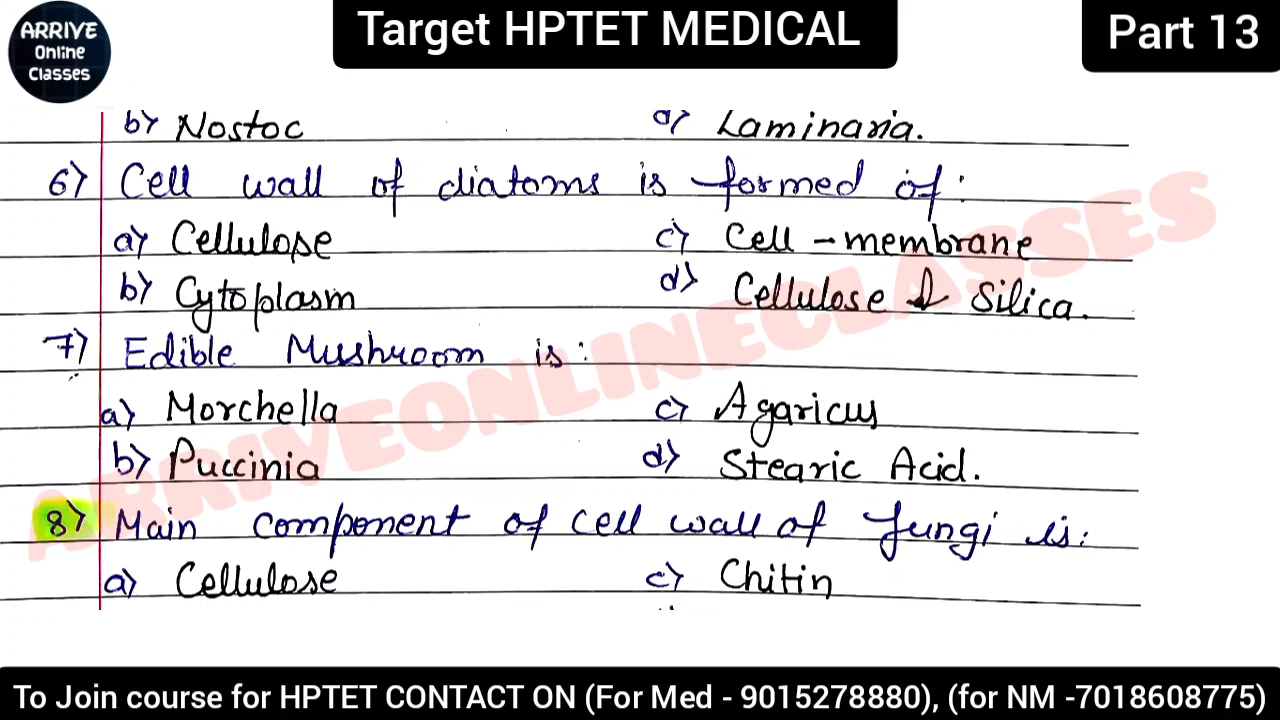 ARRIVE
Online
Classes
Target HPTET MEDICAL
Part 13
b) Nostoc d) Laminaria.
6) Cell wall of diatoms is formed of:
a) Cellulose c) Cell - membrane
b) Cytoplasm d) Cellulose & Silica.
7) Edible Mushroom is:
a) Morchella c) Agaricus
b) Puccinia d) Stearic Acid.
8) Main component of cell wall of fungi is:
a) Cellulose c) Chitin
ARRIVEONLINECLASSES
To Join course for HPTET CONTACT ON (For Med - 9015278880), (for NM -7018608775)